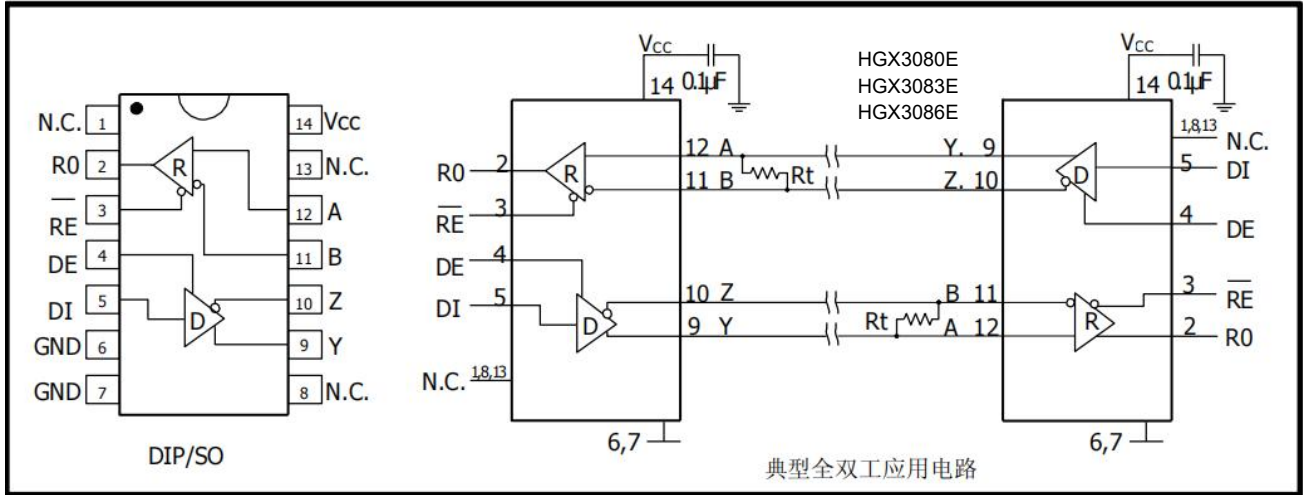 N.C. 1
R0 2
RE 3
DE 4
DI 5
GND 6
GND 7
14 Vcc
13 N.C.
12 A
11 B
10 Z
9 Y
8 N.C.
R
D
DIP/SO
VCC
14 0.1μF
R0 2
RE 3
DE 4
DI 5
N.C. 1,8,13
R
D
12 A
11 B
Rt
10 Z
9 Y
6,7
HGX3080E
HGX3083E
HGX3086E
VCC
14 0.1μF
Y. 9
Z. 10
B 11
Rt
A 12
D
R
1,8,13 N.C.
5 DI
4 DE
3 RE
2 R0
6,7
典型全双工应用电路